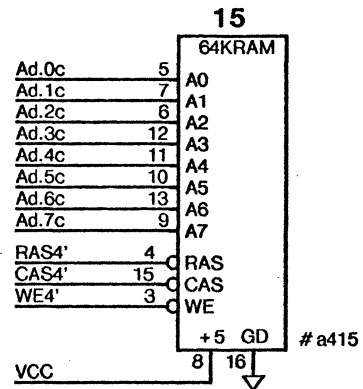 15
64KRAM
Ad.0c 5 A0
Ad.1c 7 A1
Ad.2c 6 A2
Ad.3c 12 A3
Ad.4c 11 A4
Ad.5c 10 A5
Ad.6c 13 A6
Ad.7c 9 A7
RAS4' 4 RAS
CAS4' 15 CAS
WE4' 3 WE
+5 GD #a415
VCC 8 16